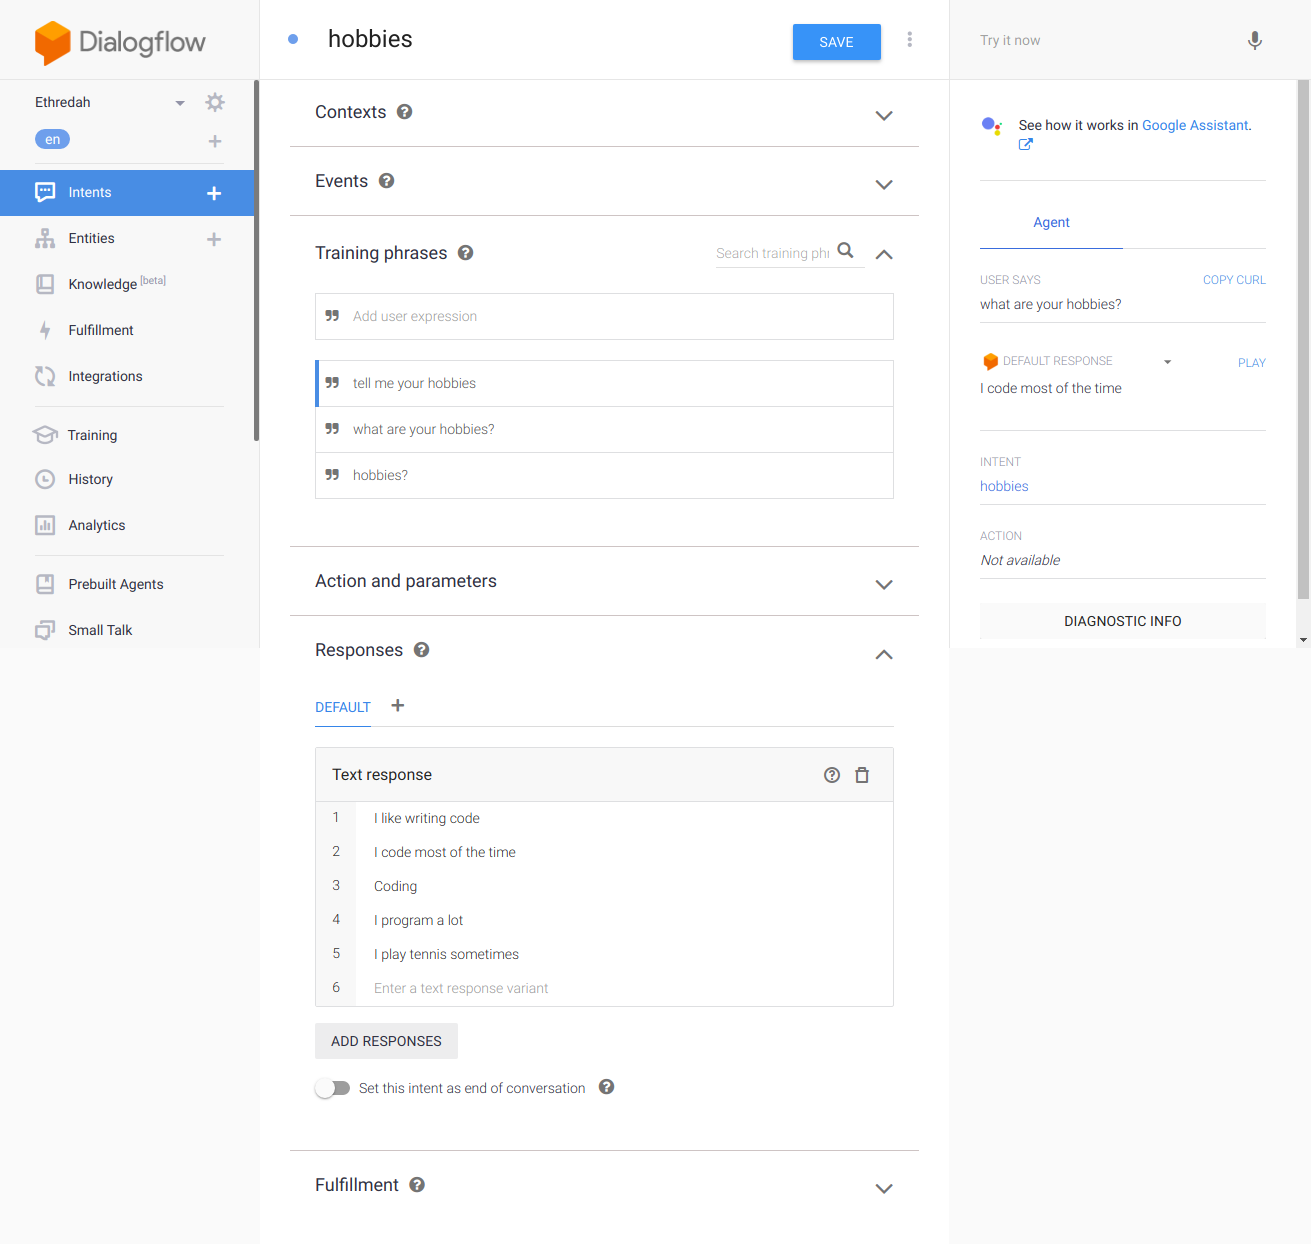 Dialogflow
Ethredah
en
Intents
Entities
Knowledge [beta]
Fulfillment
Integrations
Training
History
Analytics
Prebuilt Agents
Small Talk
hobbies
SAVE
Contexts
Events
Training phrases
Search training phr
Add user expression
tell me your hobbies
what are your hobbies?
hobbies?
Action and parameters
Responses
DEFAULT
Text response
1 I like writing code
2 I code most of the time
3 Coding
4 I program a lot
5 I play tennis sometimes
6 Enter a text response variant
ADD RESPONSES
Set this intent as end of conversation
Fulfillment
Try it now
See how it works in Google Assistant.
Agent
USER SAYS COPY CURL
what are your hobbies?
DEFAULT RESPONSE PLAY
I code most of the time
INTENT
hobbies
ACTION
Not available
DIAGNOSTIC INFO